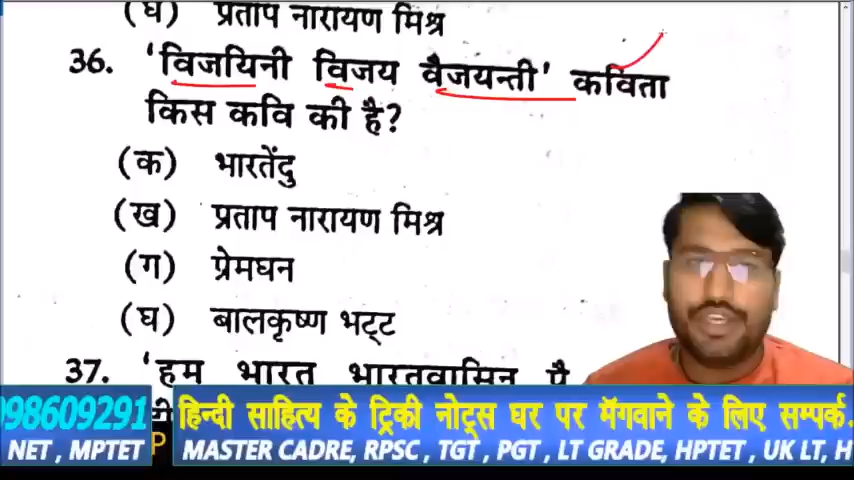 (घ) प्रताप नारायण मिश्र
36. 'विजयिनी विजय वैजयन्ती' कविता
किस कवि की है?
(क) भारतेंदु
(ख) प्रताप नारायण मिश्र
(ग) प्रेमघन
(घ) बालकृष्ण भट्ट
37. 'हम भारत भारतवासिन पै
098609291 हिन्दी साहित्य के ट्रिकी नोट्स घर पर मॅगवाने के लिए सम्पर्क.
NET , MPTET P MASTER CADRE, RPSC , TGT , PGT , LT GRADE, HPTET , UK LT, H